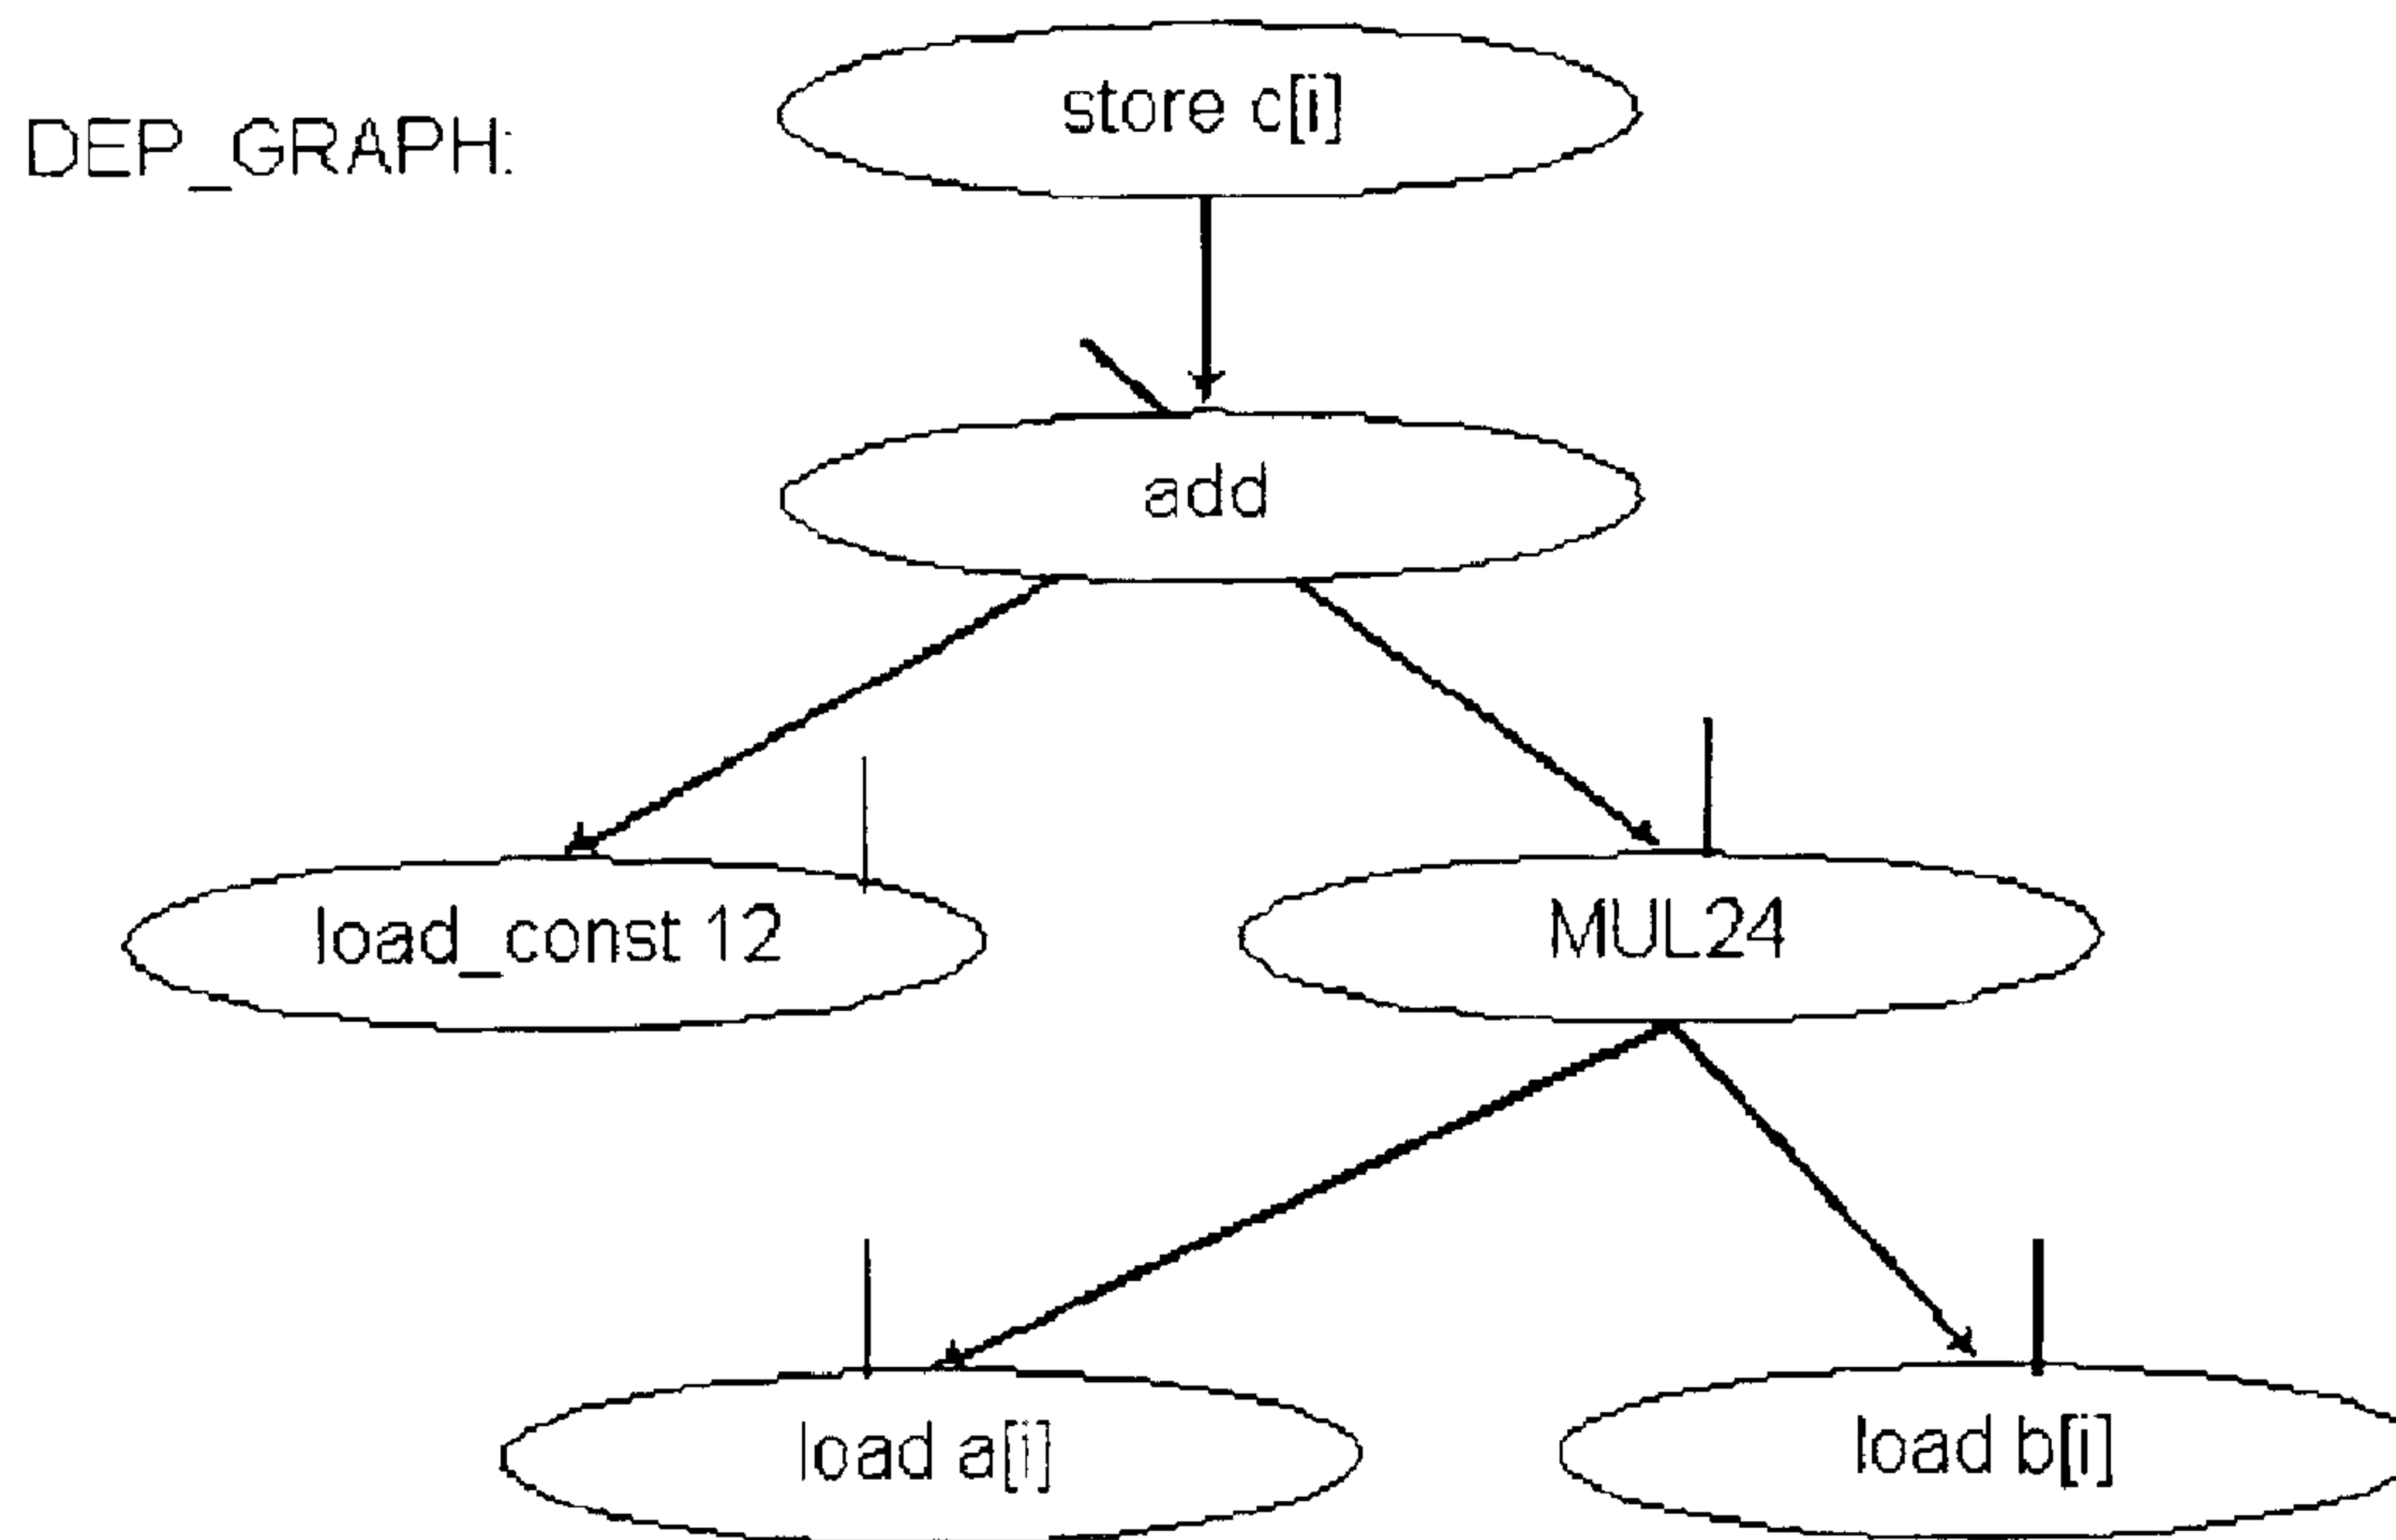 DEP_GRAPH:
store c[i]
add
load_const 12
MUL24
load a[i]
load b[i]